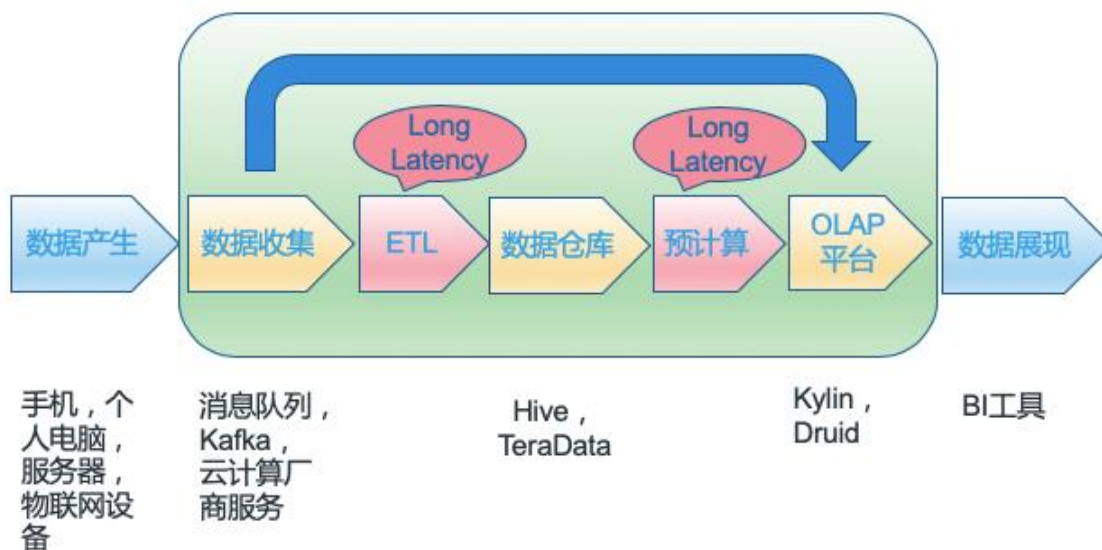 Long
Latency
Long
Latency
数据产生
数据收集
ETL
数据仓库
预计算
OLAP
平台
数据展现
手机，个
人电脑，
服务器，
物联网设
备
消息队列，
Kafka，
云计算厂
商服务
Hive，
TeraData
Kylin，
Druid
BI工具